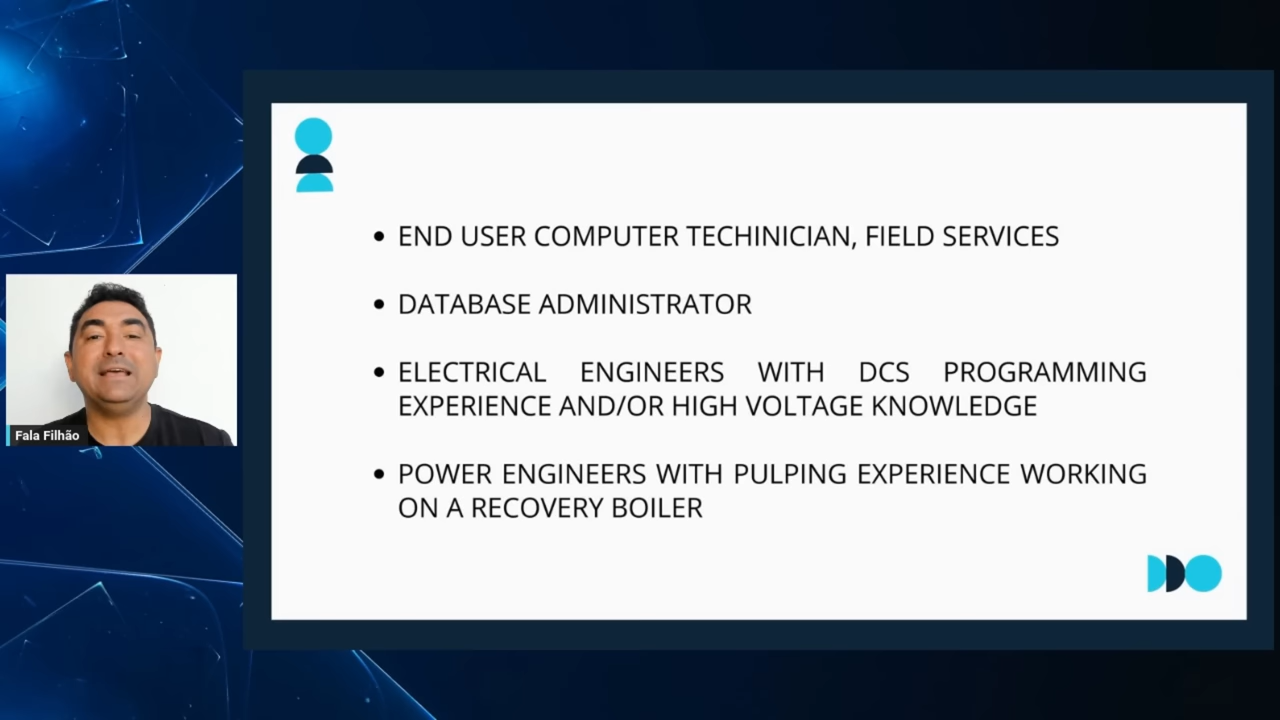 END USER COMPUTER TECHINICIAN, FIELD SERVICES
DATABASE ADMINISTRATOR
ELECTRICAL ENGINEERS WITH DCS PROGRAMMING
EXPERIENCE AND/OR HIGH VOLTAGE KNOWLEDGE
POWER ENGINEERS WITH PULPING EXPERIENCE WORKING
ON A RECOVERY BOILER
Fala Filhão